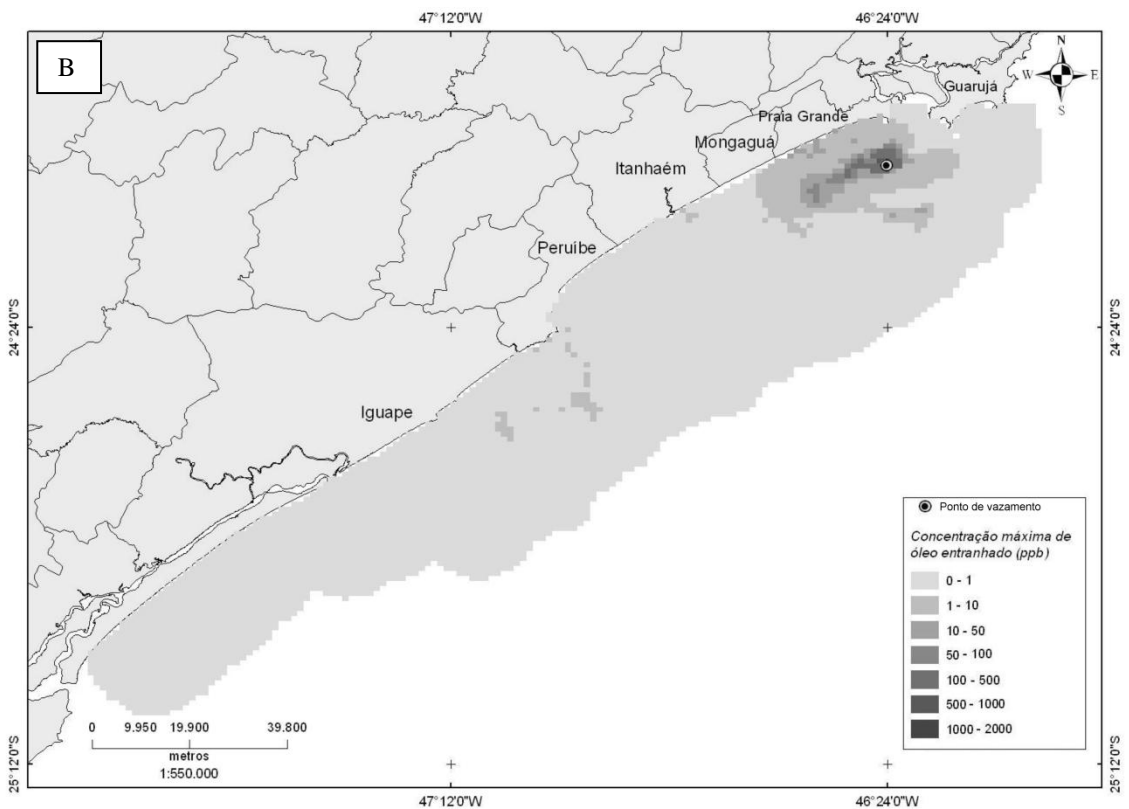 47°12'0"W
46°24'0"W
B
N
W
E
S
Guarujá
Praia Grande
Mongaguá
Itanhaém
Peruíbe
24°24'0"S
24°24'0"S
Iguape
Ponto de vazamento
Concentração máxima de
óleo entranhado (ppb)
0 - 1
1 - 10
10 - 50
50 - 100
100 - 500
500 - 1000
1000 - 2000
0 9.950 19.900 39.800
metros
1:550.000
25°12'0"S
25°12'0"S
47°12'0"W
46°24'0"W